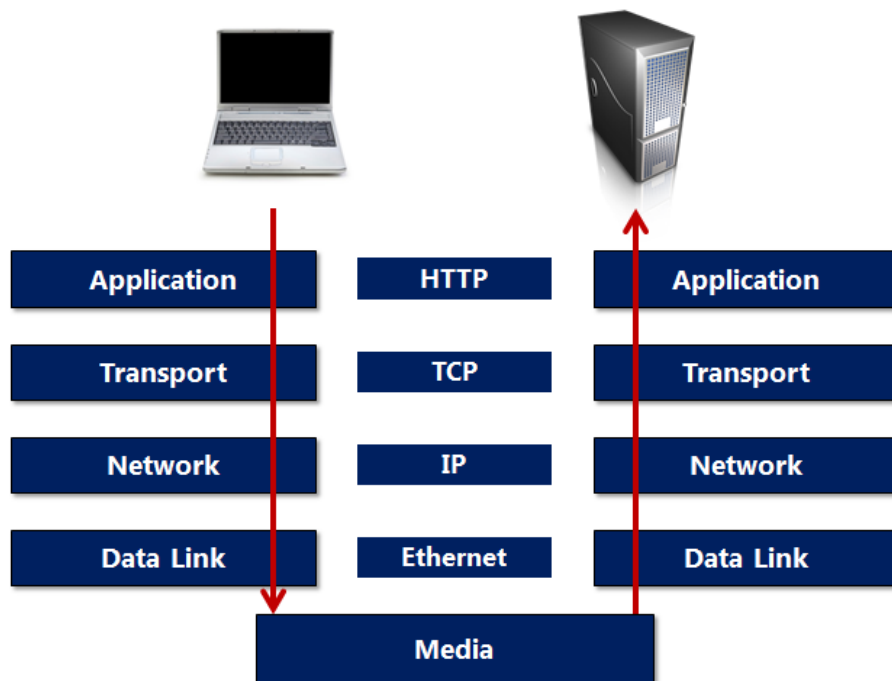 Application HTTP Application
Transport TCP Transport
Network IP Network
Data Link Ethernet Data Link
Media